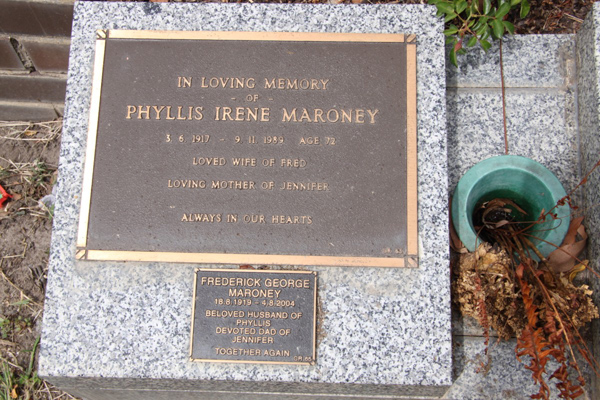 IN LOVING MEMORY
- OF -
PHYLLIS IRENE MARONEY
3. 6. 1917 - 9. 11. 1989 AGE 72
LOVED WIFE OF FRED
LOVING MOTHER OF JENNIFER
ALWAYS IN OUR HEARTS
FREDERICK GEORGE
MARONEY
18.8.1919 - 4.8.2004
BELOVED HUSBAND OF
PHYLLIS
DEVOTED DAD OF
JENNIFER
TOGETHER AGAIN